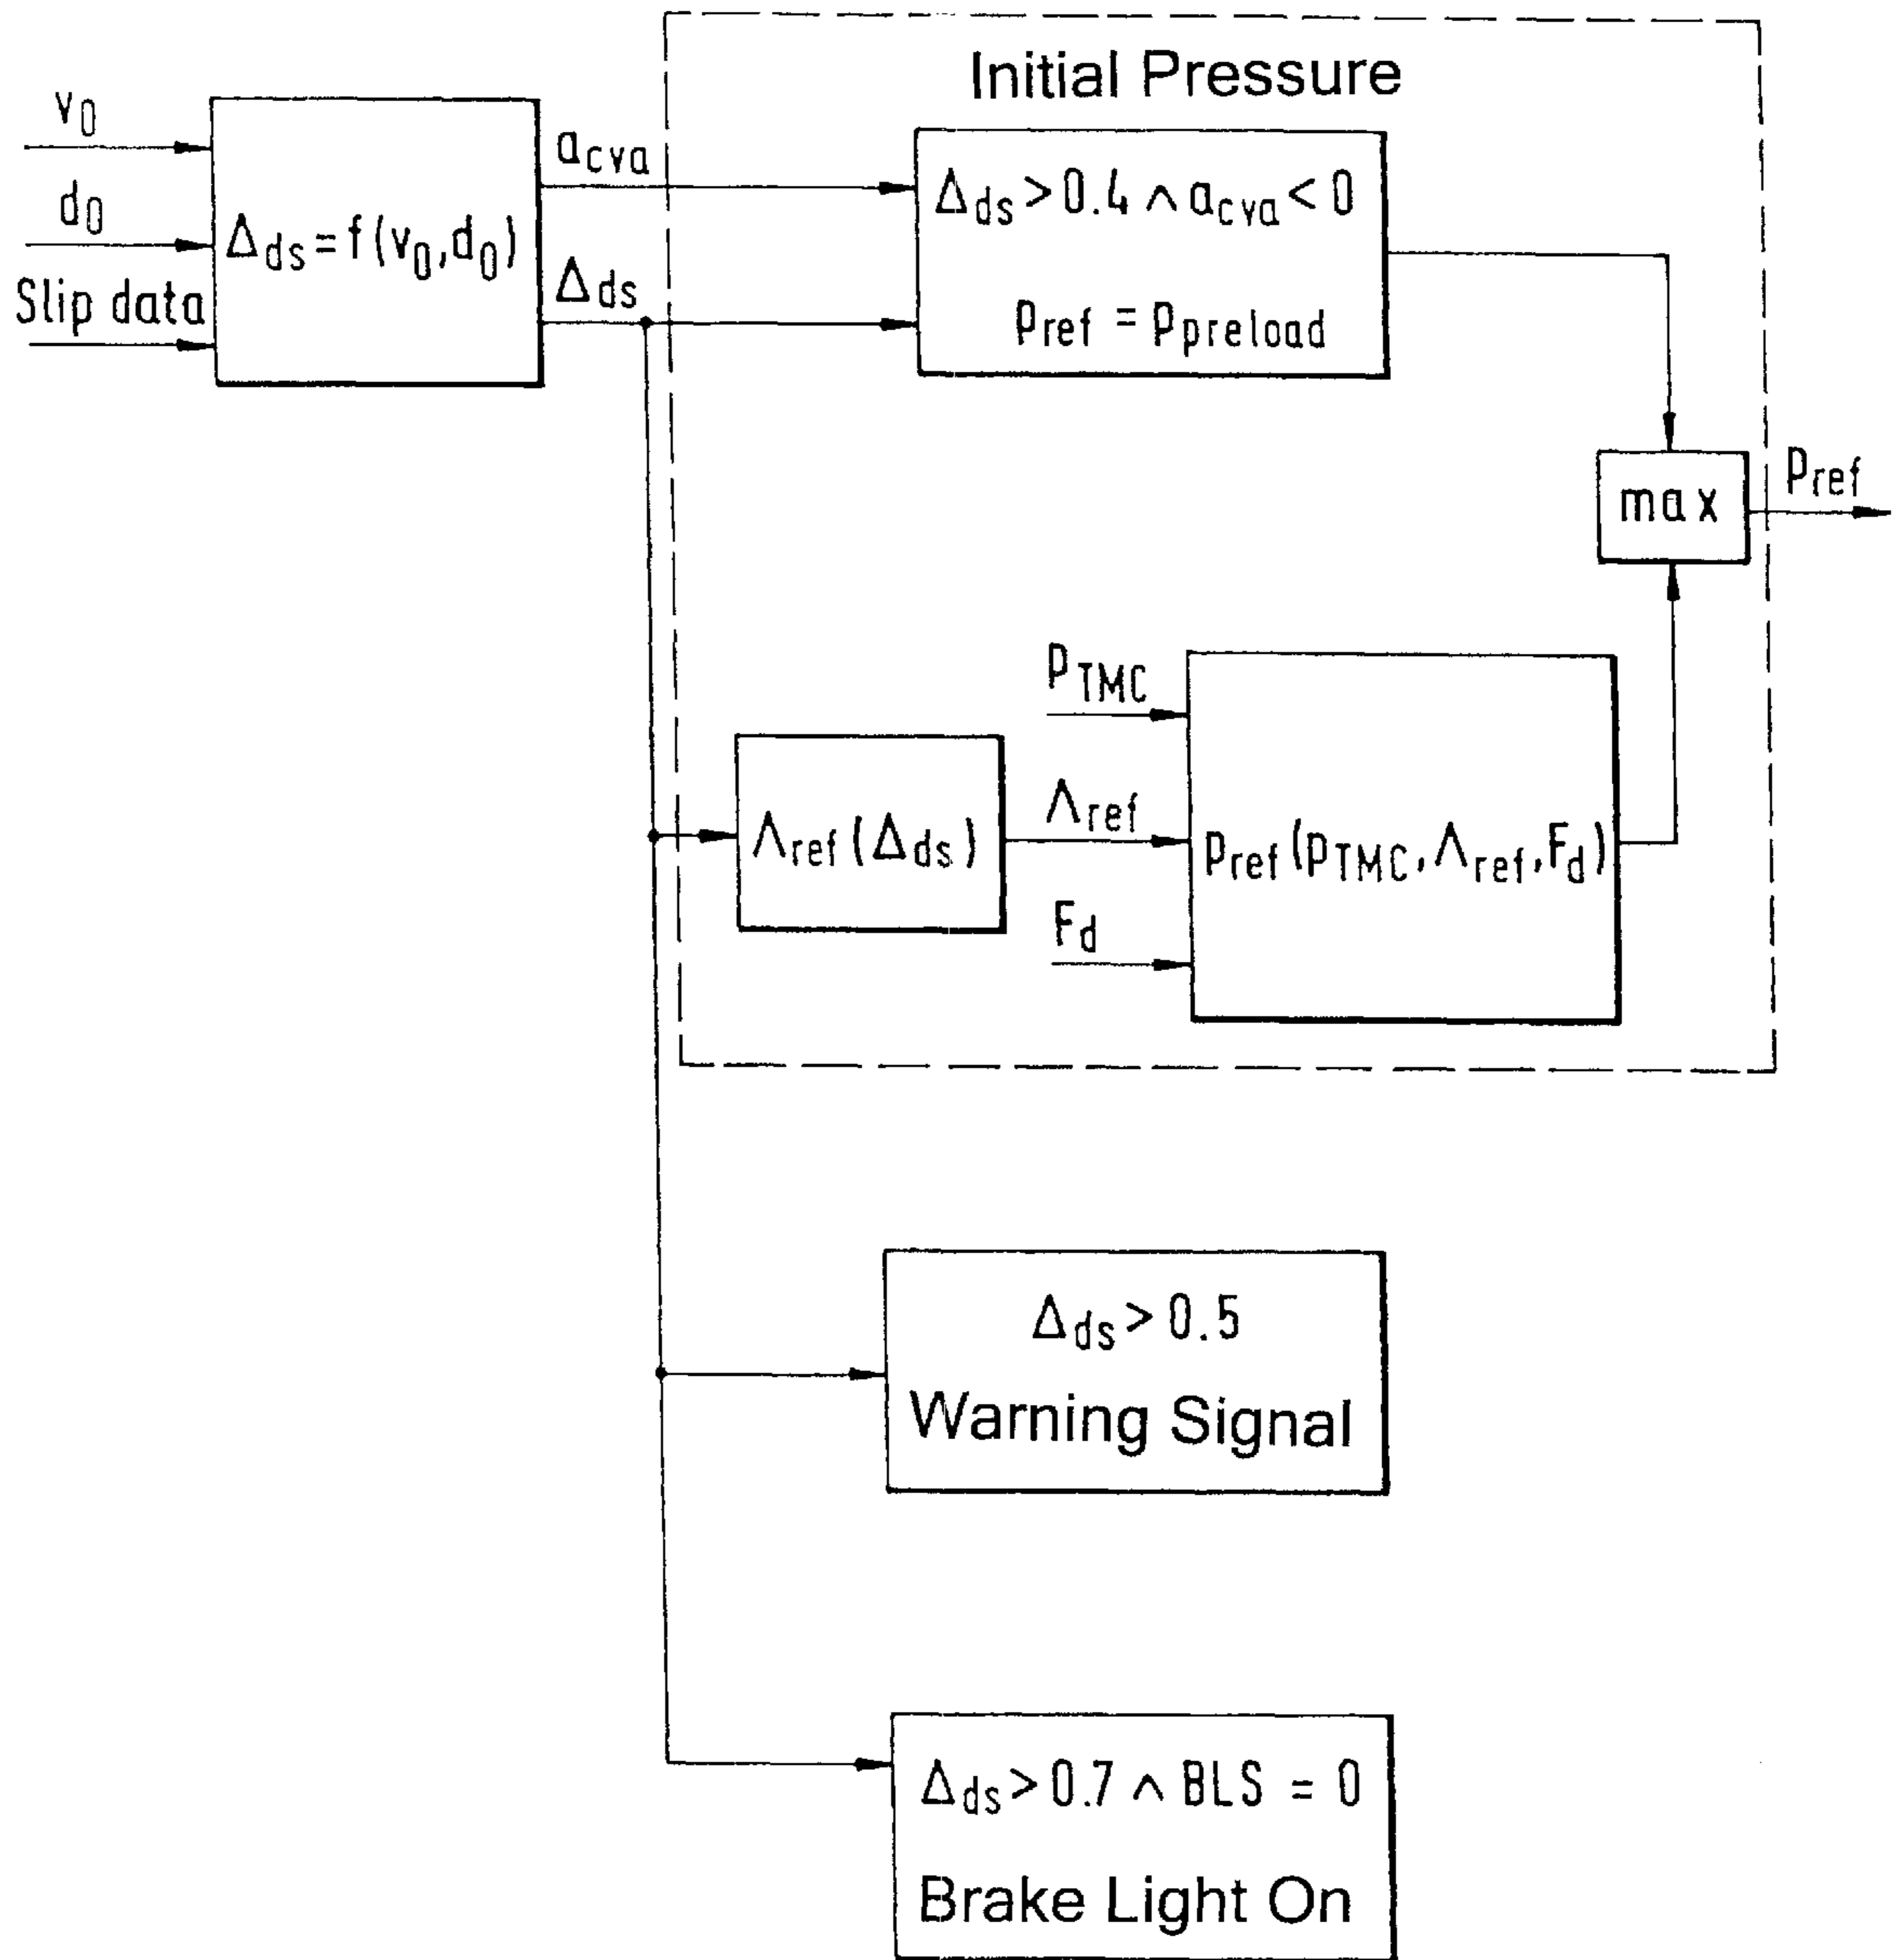 Initial Pressure
v₀
d₀
Slip data
Δds = f(v₀,d₀)
acva
Δds
Δds > 0.4 ∧ acva < 0
pref = ppreload
max
pref
pTMC
Λref(Δds)
Λref
Fd
pref(pTMC,Λref,Fd)
Δds > 0.5
Warning Signal
Δds > 0.7 ∧ BLS = 0
Brake Light On